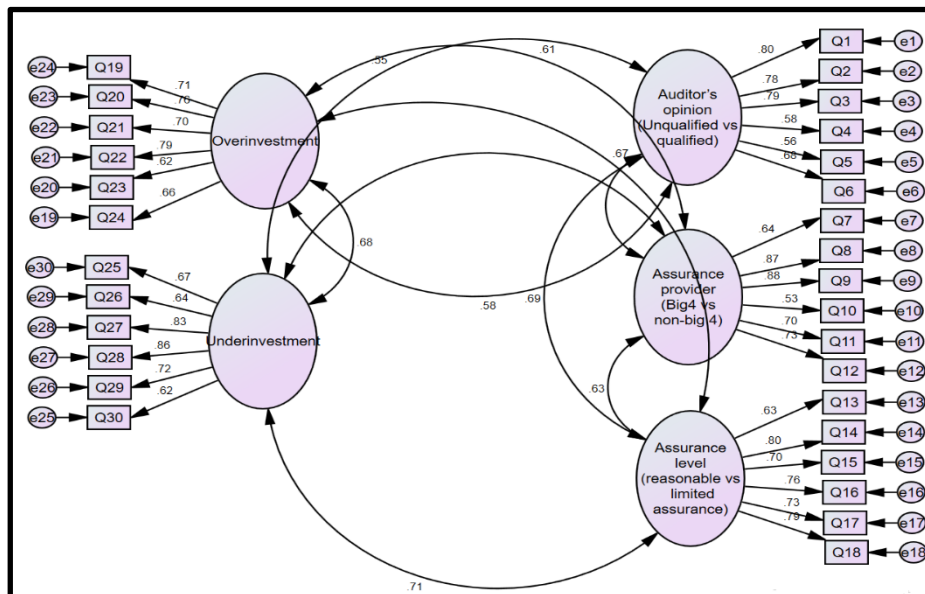 e24 Q19
e23 Q20
e22 Q21
e21 Q22
e20 Q23
e19 Q24
.71
.76
.70
.79
.62
.66
Overinvestment
e30 Q25
e29 Q26
e28 Q27
e27 Q28
e26 Q29
e25 Q30
.67
.64
.83
.86
.72
.62
Underinvestment
.55
.61
.67
.68
.58
.69
.63
.71
Auditor's
opinion
(Unqualified vs
qualified)
.80
.78
.79
.58
.56
.68
Q1 e1
Q2 e2
Q3 e3
Q4 e4
Q5 e5
Q6 e6
Assurance
provider
(Big4 vs
non-big 4)
.64
.87
.88
.53
.70
.73
Q7 e7
Q8 e8
Q9 e9
Q10 e10
Q11 e11
Q12 e12
Assurance
level
(reasonable vs
limited
assurance)
.63
.80
.70
.76
.73
.79
Q13 e13
Q14 e14
Q15 e15
Q16 e16
Q17 e17
Q18 e18